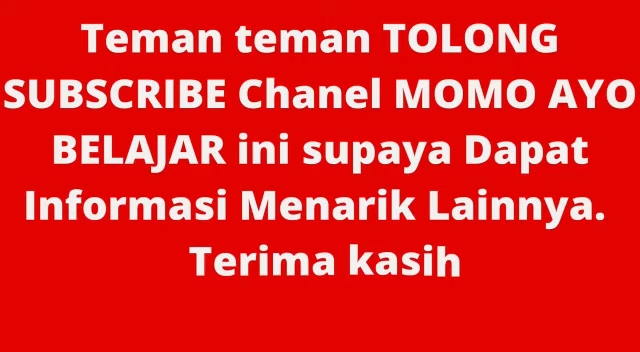 Teman teman TOLONG
SUBSCRIBE Chanel MOMO AYO
BELAJAR ini supaya Dapat
Informasi Menarik Lainnya.
Terima kasih